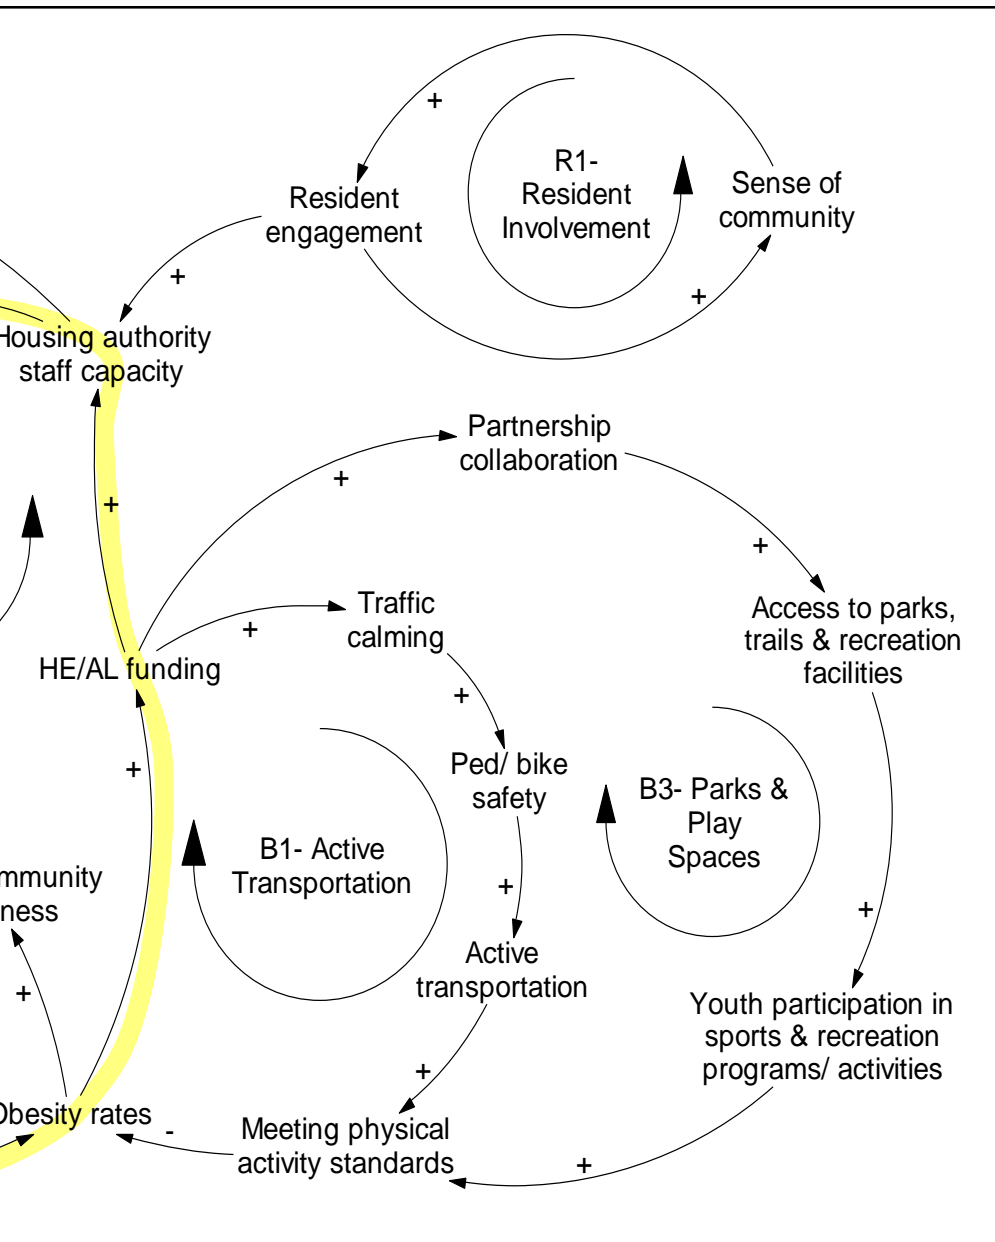 +
R1-
Resident
Involvement
Sense of
community
Resident
engagement
+
+
Housing authority
staff capacity
Partnership
collaboration
+
+
+
Traffic
calming
+
Access to parks,
trails & recreation
facilities
HE/AL funding
+
+
Ped/ bike
safety
B3- Parks &
Play
Spaces
B1- Active
Transportation
+
+
mmunity
ness
Active
transportation
+
Youth participation in
sports & recreation
programs/ activities
+
Obesity rates
-
Meeting physical
activity standards
+